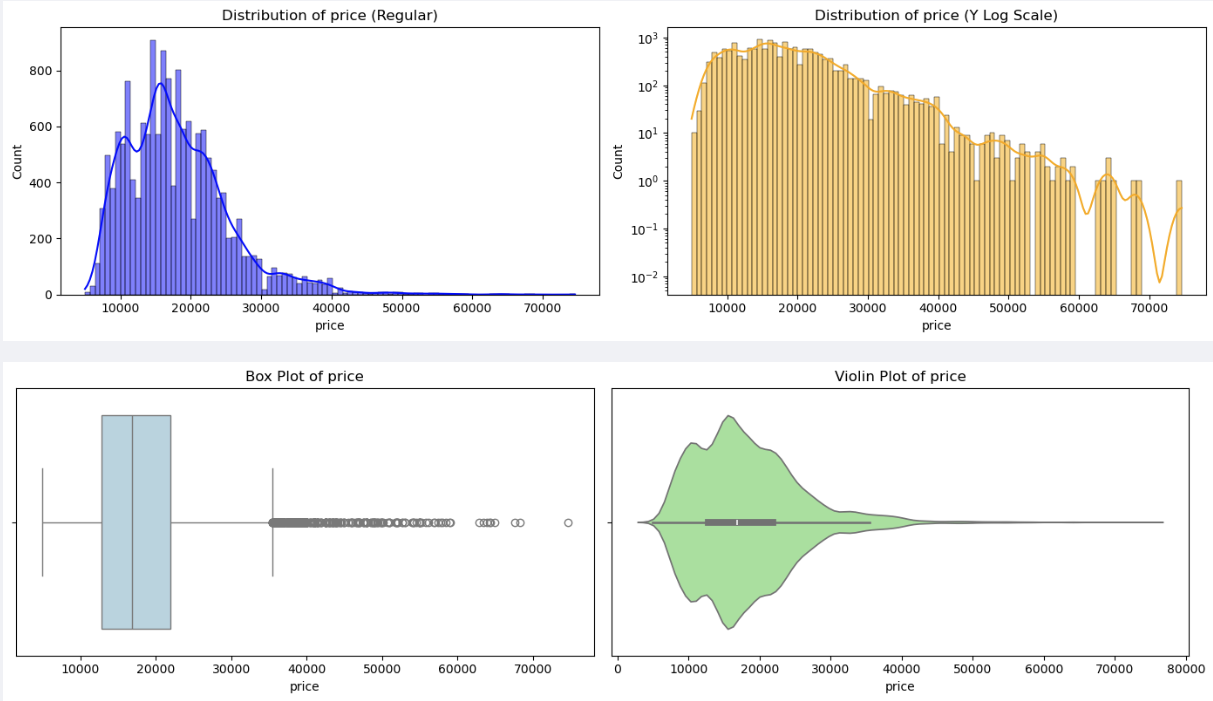 Distribution of price (Regular)
800
600
400
200
0
Count
10000 20000 30000 40000 50000 60000 70000
price
Distribution of price (Y Log Scale)
10³
10²
10¹
10⁰
10⁻¹
10⁻²
Count
10000 20000 30000 40000 50000 60000 70000
price
Box Plot of price
10000 20000 30000 40000 50000 60000 70000
price
Violin Plot of price
0 10000 20000 30000 40000 50000 60000 70000 80000
price